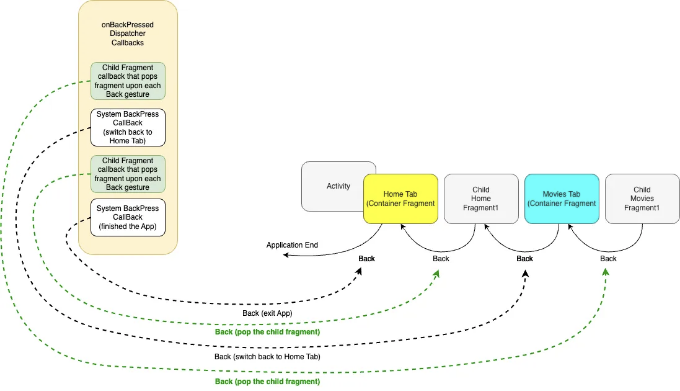 onBackPressed
Dispatcher
Callbacks
Child Fragment
callback that pops
fragment upon each
Back gesture
System BackPress
CallBack
(switch back to
Home Tab)
Child Fragment
callback that pops
fragment upon each
Back gesture
System BackPress
CallBack
(finished the App)
Activity
Home Tab
(Container Fragment
Child
Home
Fragment1
Movies Tab
(Container Fragment
Child
Movies
Fragment1
Application End
Back
Back
Back
Back
Back (exit App)
Back (pop the child fragment)
Back (switch back to Home Tab)
Back (pop the child fragment)